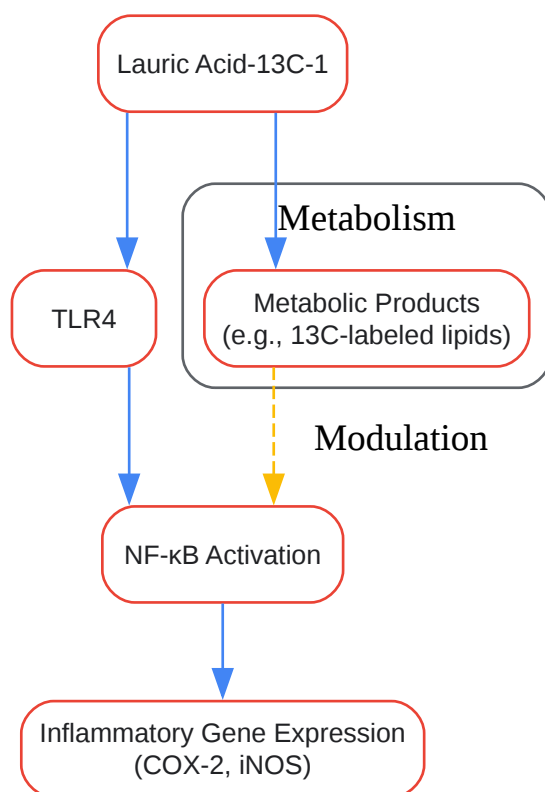 Lauric Acid-13C-1
Metabolism
TLR4
Metabolic Products
(e.g., 13C-labeled lipids)
Modulation
NF-κB Activation
Inflammatory Gene Expression
(COX-2, iNOS)